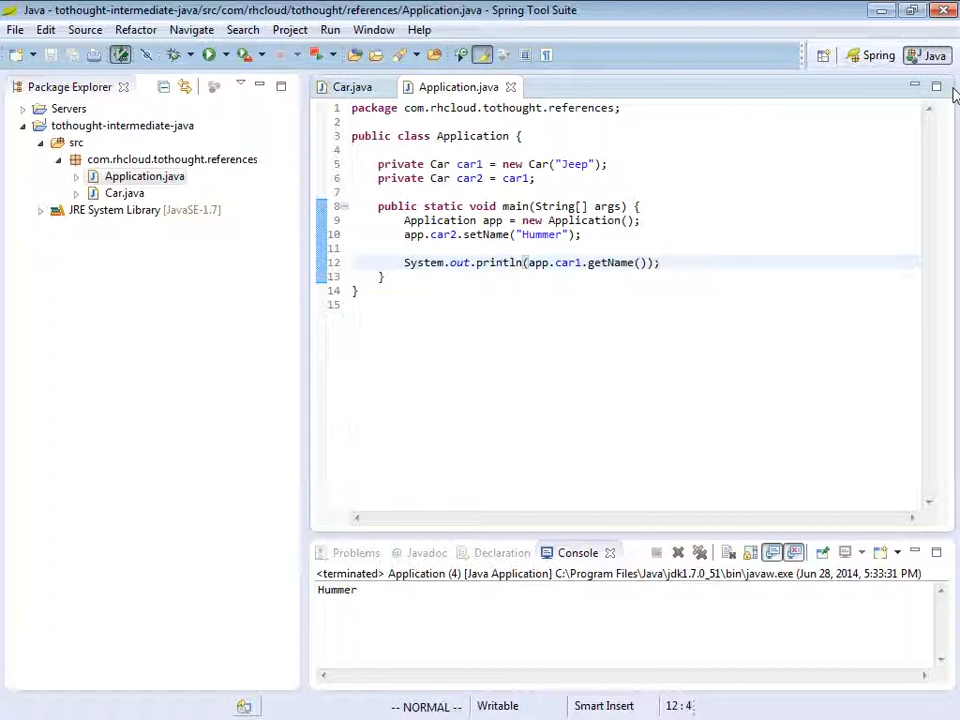 Java - tothought-intermediate-java/src/com/rhcloud/tothought/references/Application.java - Spring Tool Suite
File Edit Source Refactor Navigate Search Project Run Window Help
Spring Java
Package Explorer
Servers
tothought-intermediate-java
src
com.rhcloud.tothought.references
Application.java
Car.java
JRE System Library [JavaSE-1.7]
Car.java Application.java
1 package com.rhcloud.tothought.references;
2
3 public class Application {
4
5 private Car car1 = new Car("Jeep");
6 private Car car2 = car1;
7
8 public static void main(String[] args) {
9 Application app = new Application();
10 app.car2.setName("Hummer");
11
12 System.out.println(app.car1.getName());
13 }
14 }
15
Problems @ Javadoc Declaration Console
<terminated> Application (4) [Java Application] C:\Program Files\Java\jdk1.7.0_51\bin\javaw.exe (Jun 28, 2014, 5:33:31 PM)
Hummer
-- NORMAL -- Writable Smart Insert 12 : 4